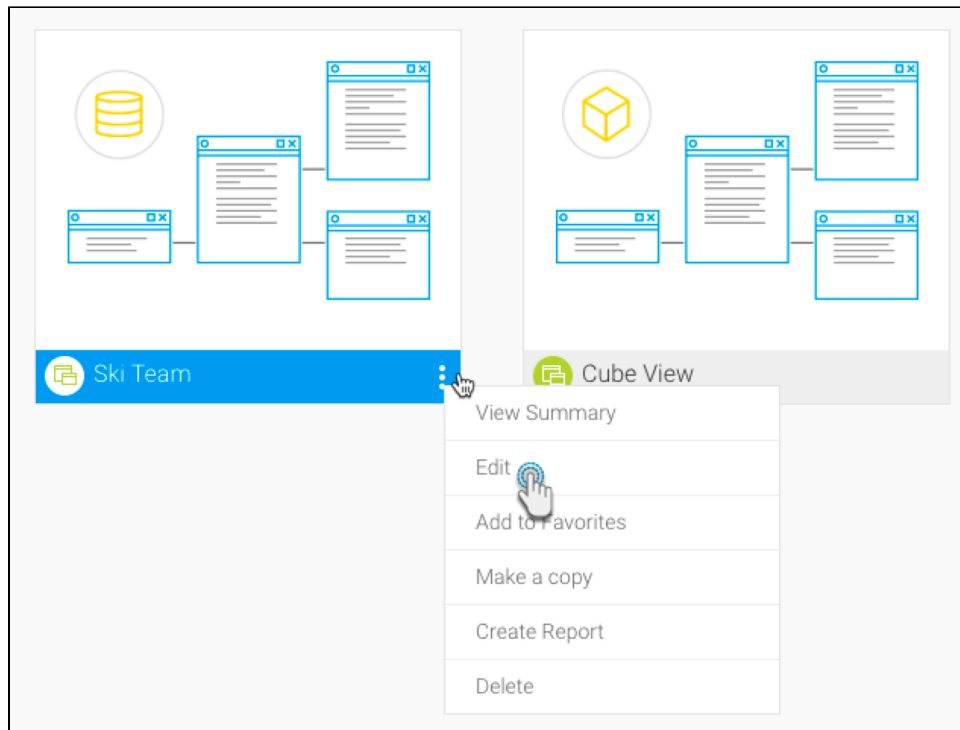 Ski Team
Cube View
View Summary
Edit
Add to Favorites
Make a copy
Create Report
Delete